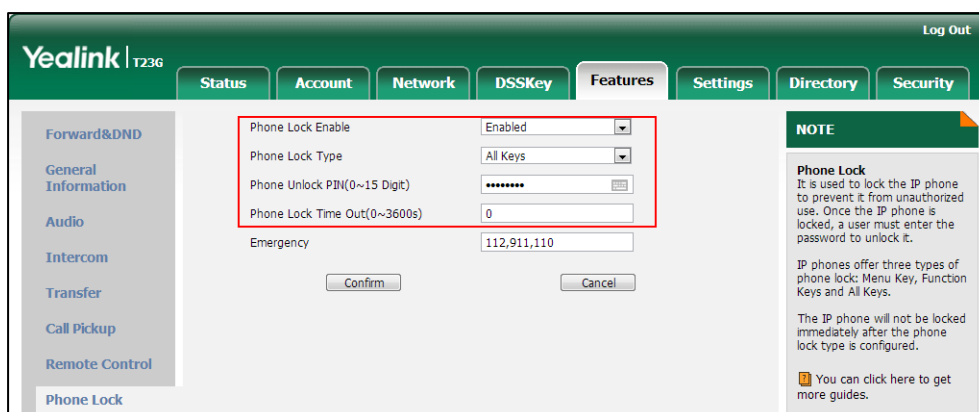 Log Out
Yealink | T23G
Status Account Network DSSKey Features Settings Directory Security
Forward&DND
General
Information
Audio
Intercom
Transfer
Call Pickup
Remote Control
Phone Lock
Phone Lock Enable Enabled
Phone Lock Type All Keys
Phone Unlock PIN(0~15 Digit) ••••••••
Phone Lock Time Out(0~3600s) 0
Emergency 112,911,110
Confirm Cancel
NOTE
Phone Lock
It is used to lock the IP phone
to prevent it from unauthorized
use. Once the IP phone is
locked, a user must enter the
password to unlock it.
IP phones offer three types of
phone lock: Menu Key, Function
Keys and All Keys.
The IP phone will not be locked
immediately after the phone
lock type is configured.
You can click here to get
more guides.